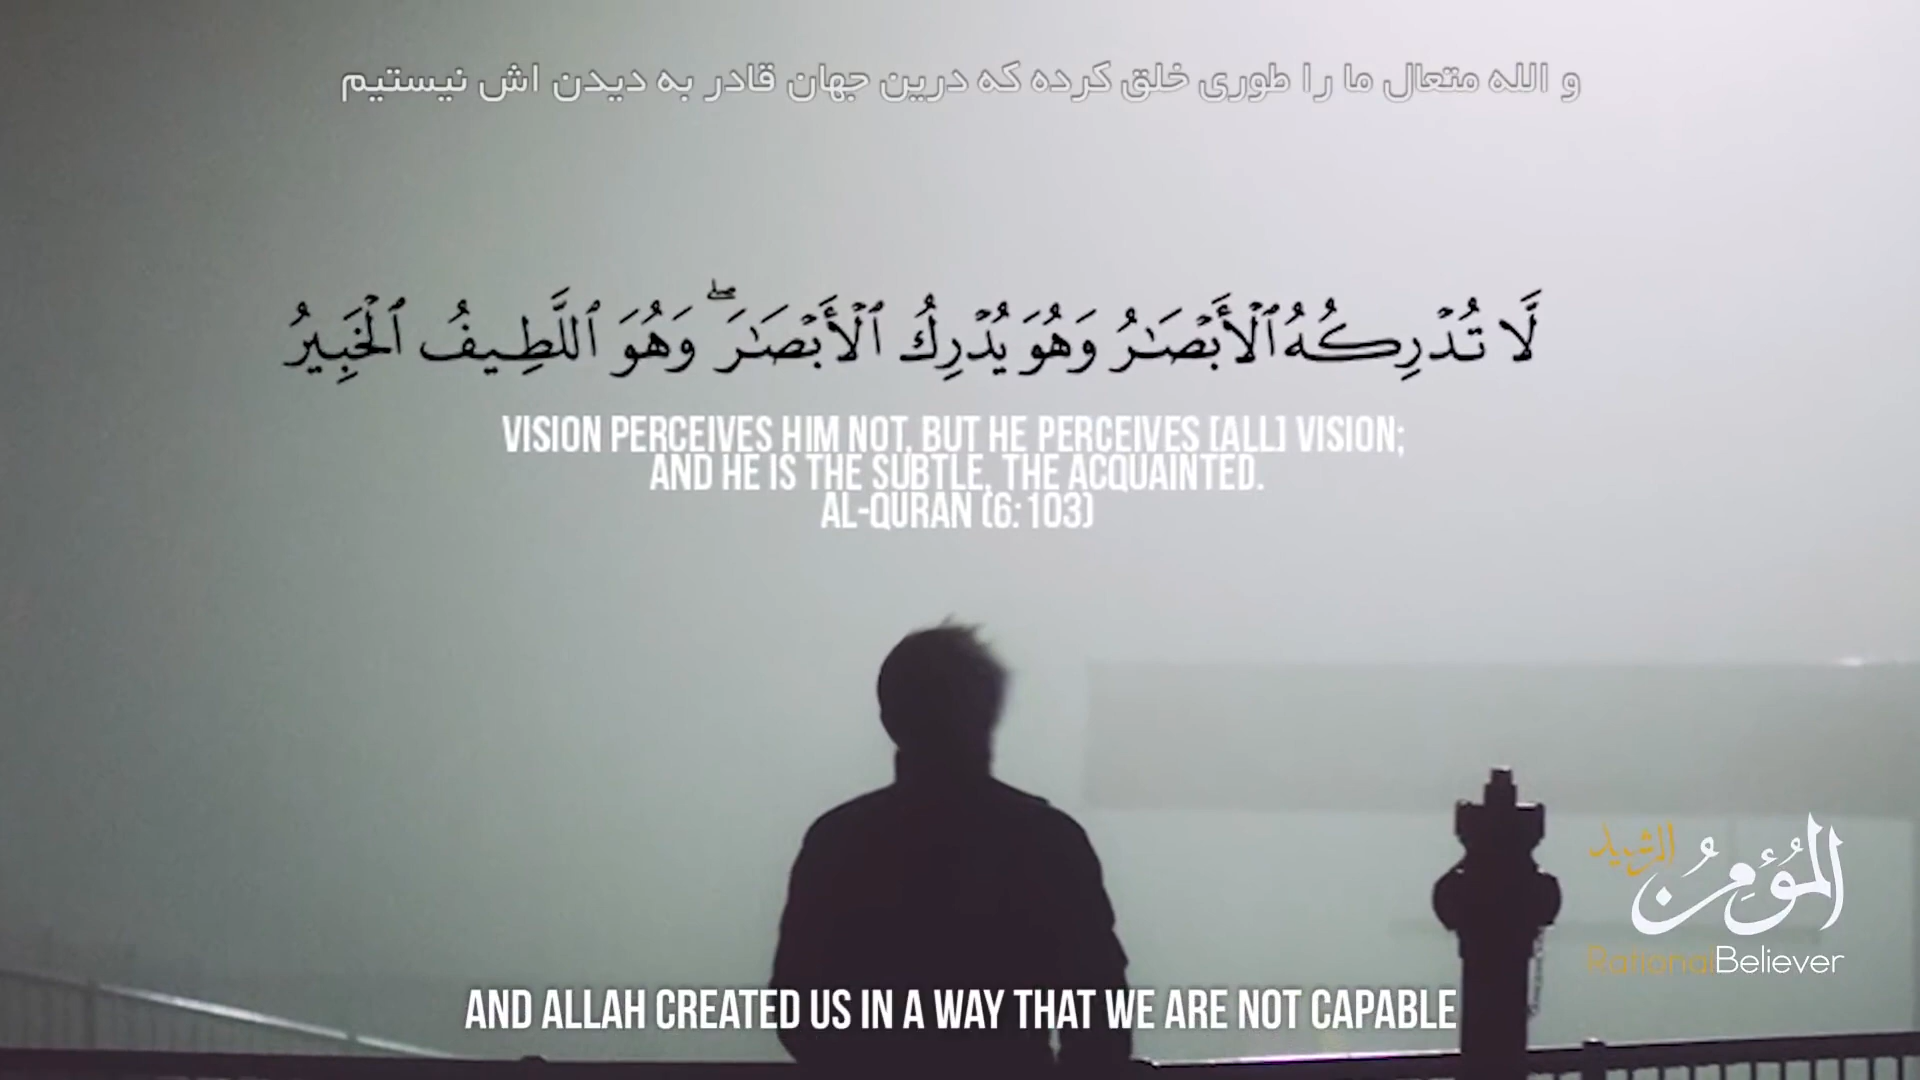 و الله متعال ما را طوری خلق کرده که درین جهان قادر به دیدن اش نیستیم
لَّا تُدْرِكُهُ ٱلْأَبْصَـٰرُ وَهُوَ يُدْرِكُ ٱلْأَبْصَـٰرَ ۖ وَهُوَ ٱللَّطِيفُ ٱلْخَبِيرُ
VISION PERCEIVES HIM NOT, BUT HE PERCEIVES [ALL] VISION;
AND HE IS THE SUBTLE, THE ACQUAINTED.
AL-QURAN (6:103)
المُؤمِنُ الرشيد
RationalBeliever
AND ALLAH CREATED US IN A WAY THAT WE ARE NOT CAPABLE